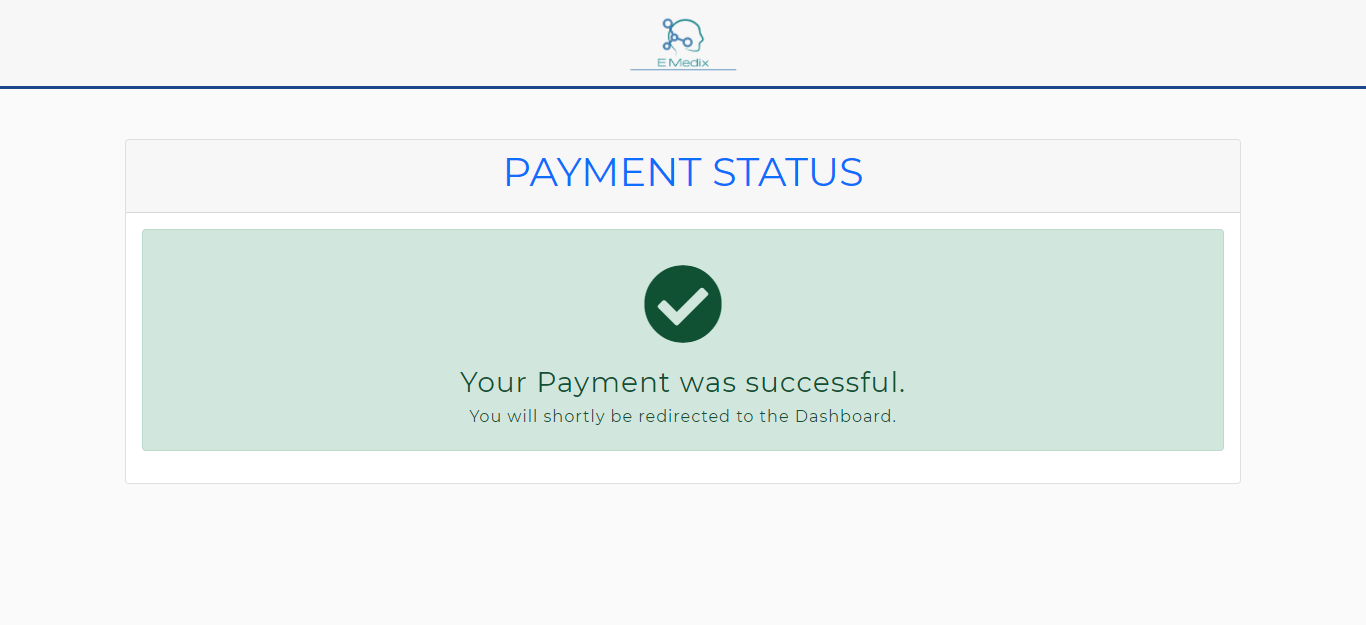 E Medix
PAYMENT STATUS
Your Payment was successful.
You will shortly be redirected to the Dashboard.